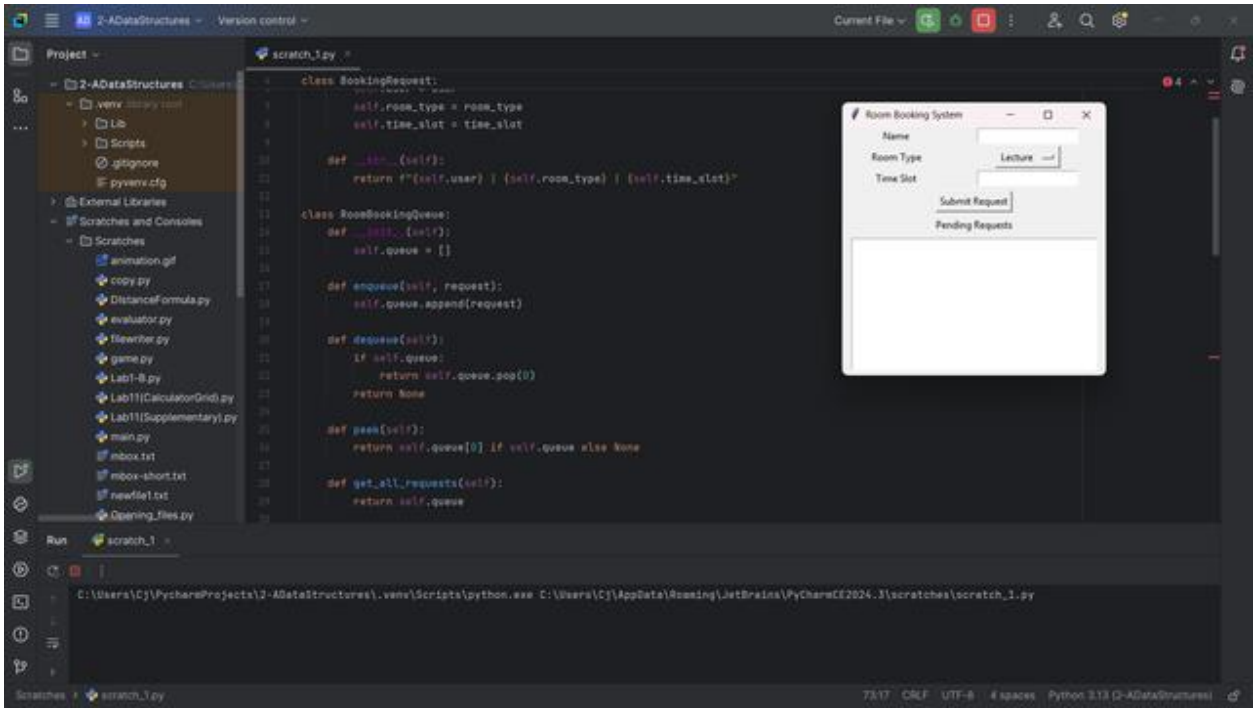 AD 2-ADataStructures Version control Current File
Project
scratch_1.py
2-ADataStructures
.venv library root
Lib
Scripts
.gitignore
pyvenv.cfg
External Libraries
Scratches and Consoles
Scratches
animation.gif
copy.py
DistanceFormula.py
evaluator.py
filewriter.py
game.py
Lab1-B.py
Lab11(CalculatorGrid).py
Lab11(Supplementary).py
main.py
mbox.txt
mbox-short.txt
newfile1.txt
Opening_files.py
class BookingRequest:
self.room_type = room_type
self.time_slot = time_slot
def __str__(self):
return f"{self.user} | {self.room_type} | {self.time_slot}"
class RoomBookingQueue:
def __init__(self):
self.queue = []
def enqueue(self, request):
self.queue.append(request)
def dequeue(self):
if self.queue:
return self.queue.pop(0)
return None
def peek(self):
return self.queue[0] if self.queue else None
def get_all_requests(self):
return self.queue
4
Room Booking System
Name
Room Type Lecture
Time Slot
Submit Request
Pending Requests
Run scratch_1
C:\Users\Cj\PycharmProjects\2-ADataStructures\.venv\Scripts\python.exe C:\Users\Cj\AppData\Roaming\JetBrains\PyCharmCE2024.3\scratches\scratch_1.py
Scratches scratch_1.py
73:17 CRLF UTF-8 4 spaces Python 3.13 (2-ADataStructures)